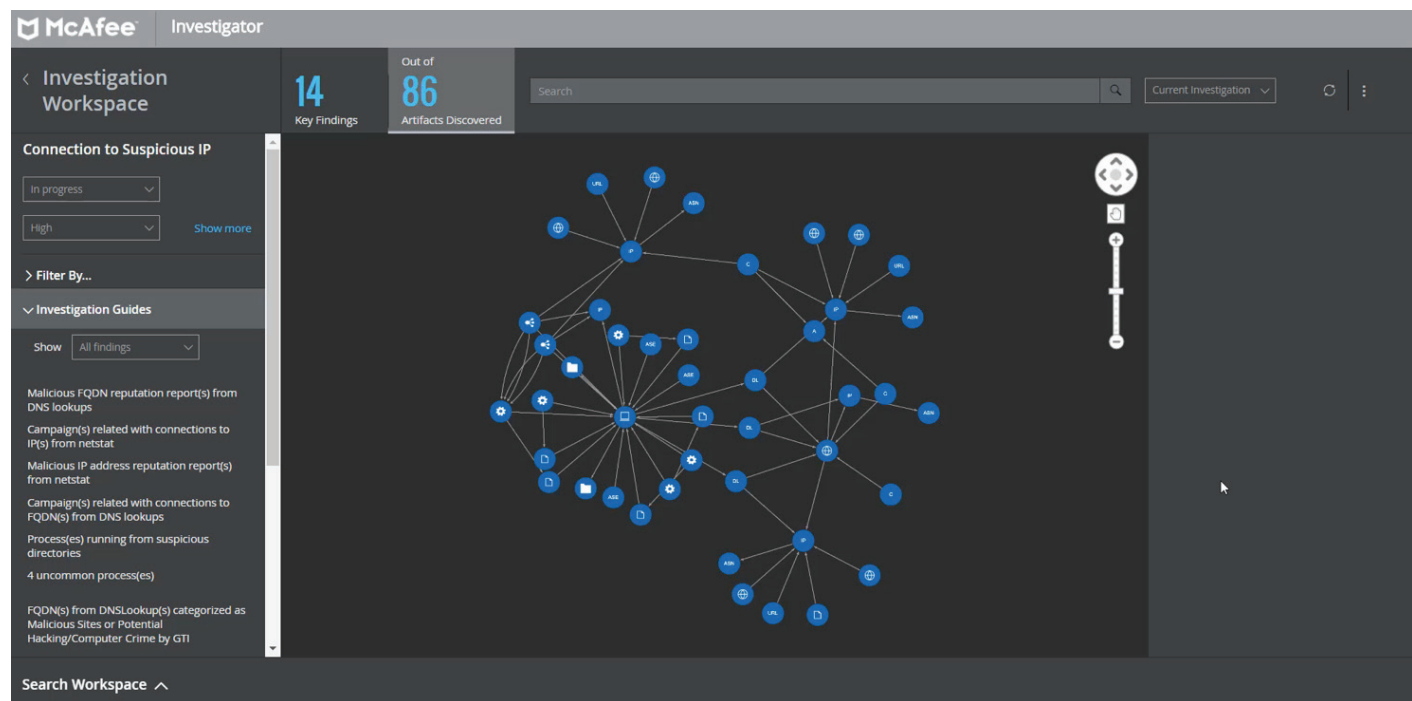 McAfee Investigator
Investigation
Workspace
14
Key Findings
Out of
86
Artifacts Discovered
Search
Current Investigation
Connection to Suspicious IP
In progress
High
Show more
Filter By...
Investigation Guides
Show All findings
Malicious FQDN reputation report(s) from
DNS lookups
Campaign(s) related with connections to
IP(s) from netstat
Malicious IP address reputation report(s)
from netstat
Campaign(s) related with connections to
FQDN(s) from DNS lookups
Process(es) running from suspicious
directories
4 uncommon process(es)
FQDN(s) from DNSLookup(s) categorized as
Malicious Sites or Potential
Hacking/Computer Crime by GTI
URL
ASN
IP
C
URL
IP
ASN
A
IP
ASE
ASE
DL
IP
ASN
DL
DL
C
ASE
IP
ASN
URL
Search Workspace